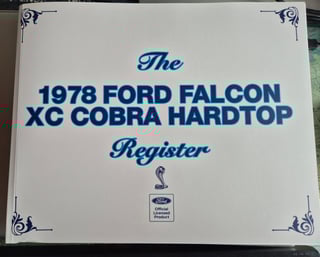 The
1978 FORD FALCON
XC COBRA HARDTOP
Register
Ford
Official
Licensed
Product